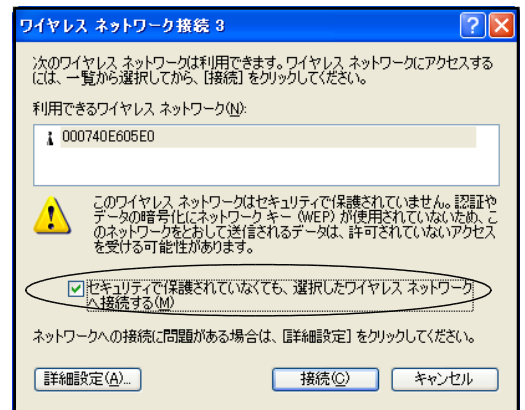 ワイヤレス ネットワーク接続 3
次のワイヤレス ネットワークは利用できます。ワイヤレス ネットワークにアクセスする
には、一覧から選択してから、[接続] をクリックしてください。
利用できるワイヤレス ネットワーク(N):
000740E605E0
このワイヤレス ネットワークはセキュリティで保護されていません。認証や
データの暗号化にネットワーク キー (WEP) が使用されていないため、こ
のネットワークをとおして送信されるデータは、許可されていないアクセス
を受ける可能性があります。
セキュリティで保護されていなくても、選択したワイヤレス ネットワーク
へ接続する(M)
ネットワークへの接続に問題がある場合は、[詳細設定] をクリックしてください。
詳細設定(A)... 接続(C) キャンセル